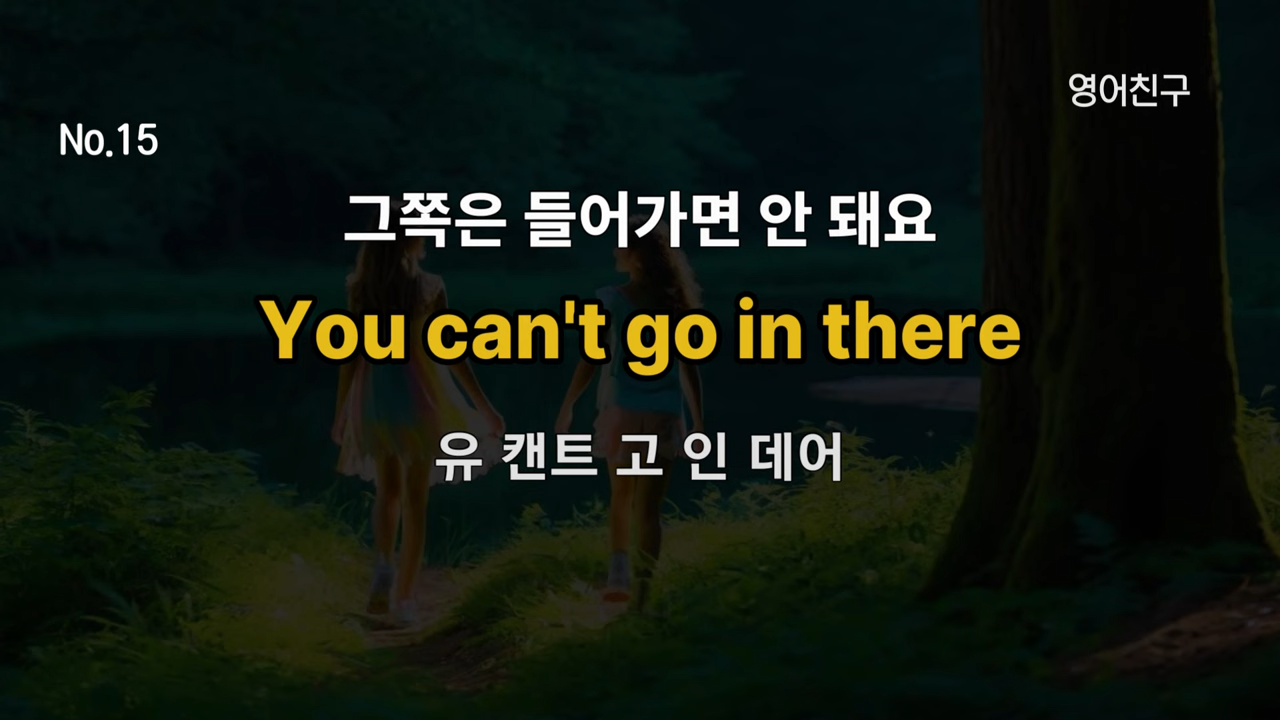 영어친구
No.15
그쪽은 들어가면 안 돼요
You can't go in there
유 캔트 고 인 데어